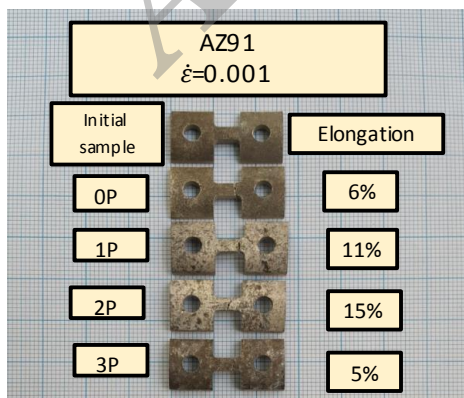 AZ91
ε̇=0.001
Initial
sample
Elongation
0P
6%
1P
11%
2P
15%
3P
5%